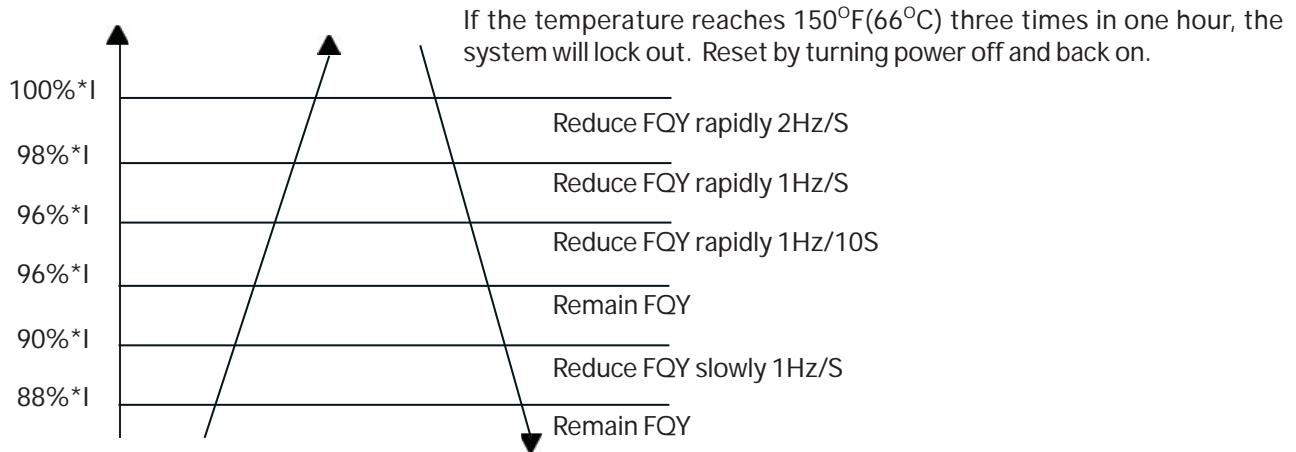 If the temperature reaches 150°F(66°C) three times in one hour, the
system will lock out. Reset by turning power off and back on.
100%*I
Reduce FQY rapidly 2Hz/S
98%*I
Reduce FQY rapidly 1Hz/S
96%*I
Reduce FQY rapidly 1Hz/10S
96%*I
Remain FQY
90%*I
Reduce FQY slowly 1Hz/S
88%*I
Remain FQY